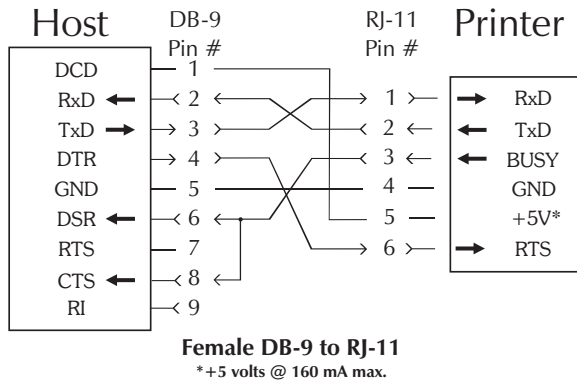 Host DB-9 RJ-11 Printer
Pin # Pin #
DCD 1
RxD 2 1 RxD
TxD 3 2 TxD
DTR 4 3 BUSY
GND 5 4 GND
DSR 6 5 +5V*
RTS 7 6 RTS
CTS 8
RI 9
Female DB-9 to RJ-11
*+5 volts @ 160 mA max.